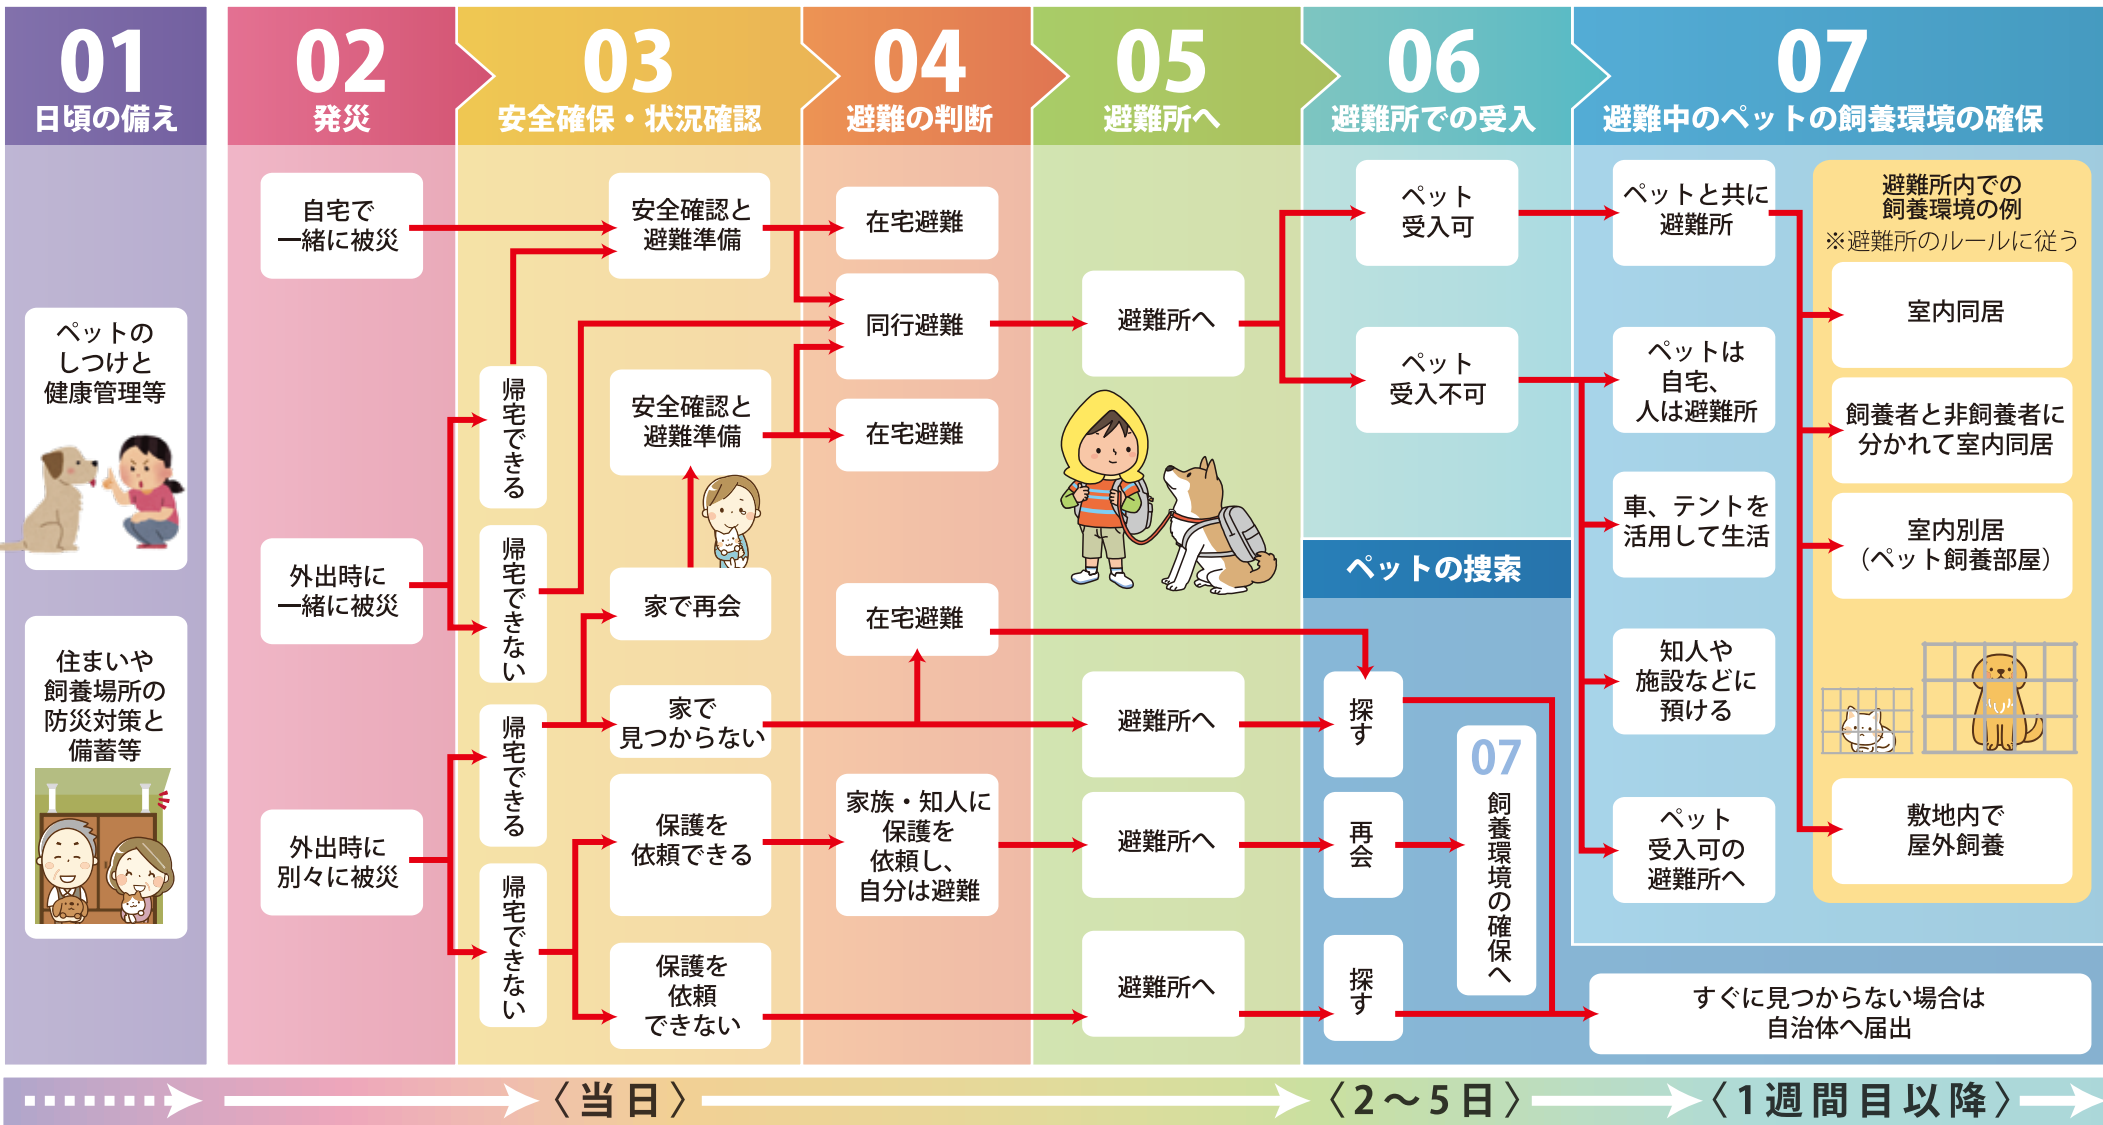 01
日頃の備え
ペットの
しつけと
健康管理等
住まいや
飼養場所の
防災対策と
備蓄等
02
発災
自宅で
一緒に被災
外出時に
一緒に被災
外出時に
別々に被災
03
安全確保・状況確認
安全確認と
避難準備
帰宅できる
安全確認と
避難準備
帰宅できない
家で再会
帰宅できる
家で
見つからない
帰宅できない
保護を
依頼できる
保護を
依頼
できない
04
避難の判断
在宅避難
同行避難
在宅避難
在宅避難
家族・知人に
保護を
依頼し、
自分は避難
05
避難所へ
避難所へ
避難所へ
避難所へ
避難所へ
06
避難所での受入
ペット
受入可
ペット
受入不可
ペットの捜索
探す
再会
探す
07
飼養環境の確保へ
07
避難中のペットの飼養環境の確保
ペットと共に
避難所
ペットは
自宅、
人は避難所
車、テントを
活用して生活
知人や
施設などに
預ける
ペット
受入可の
避難所へ
避難所内での
飼養環境の例
※避難所のルールに従う
室内同居
飼養者と非飼養者に
分かれて室内同居
室内別居
（ペット飼養部屋）
敷地内で
屋外飼養
すぐに見つからない場合は
自治体へ届出
〈当日〉
〈2～5日〉
〈1週間目以降〉